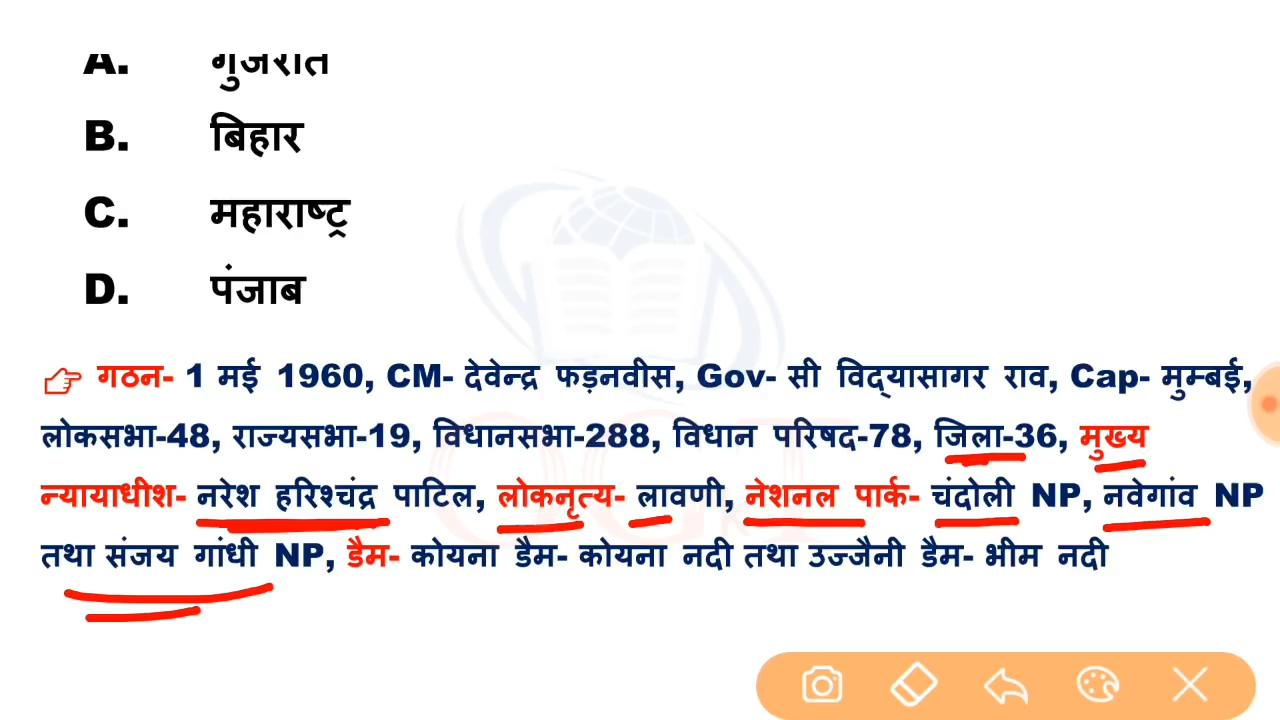 A. गुजरात
B. बिहार
C. महाराष्ट्र
D. पंजाब
गठन- 1 मई 1960, CM- देवेन्द्र फड़नवीस, Gov- सी विद्यासागर राव, Cap- मुम्बई,
लोकसभा-48, राज्यसभा-19, विधानसभा-288, विधान परिषद-78, जिला-36, मुख्य
न्यायाधीश- नरेश हरिश्चंद्र पाटिल, लोकनृत्य- लावणी, नेशनल पार्क- चंदोली NP, नवेगांव NP
तथा संजय गांधी NP, डैम- कोयना डैम- कोयना नदी तथा उज्जैनी डैम- भीम नदी